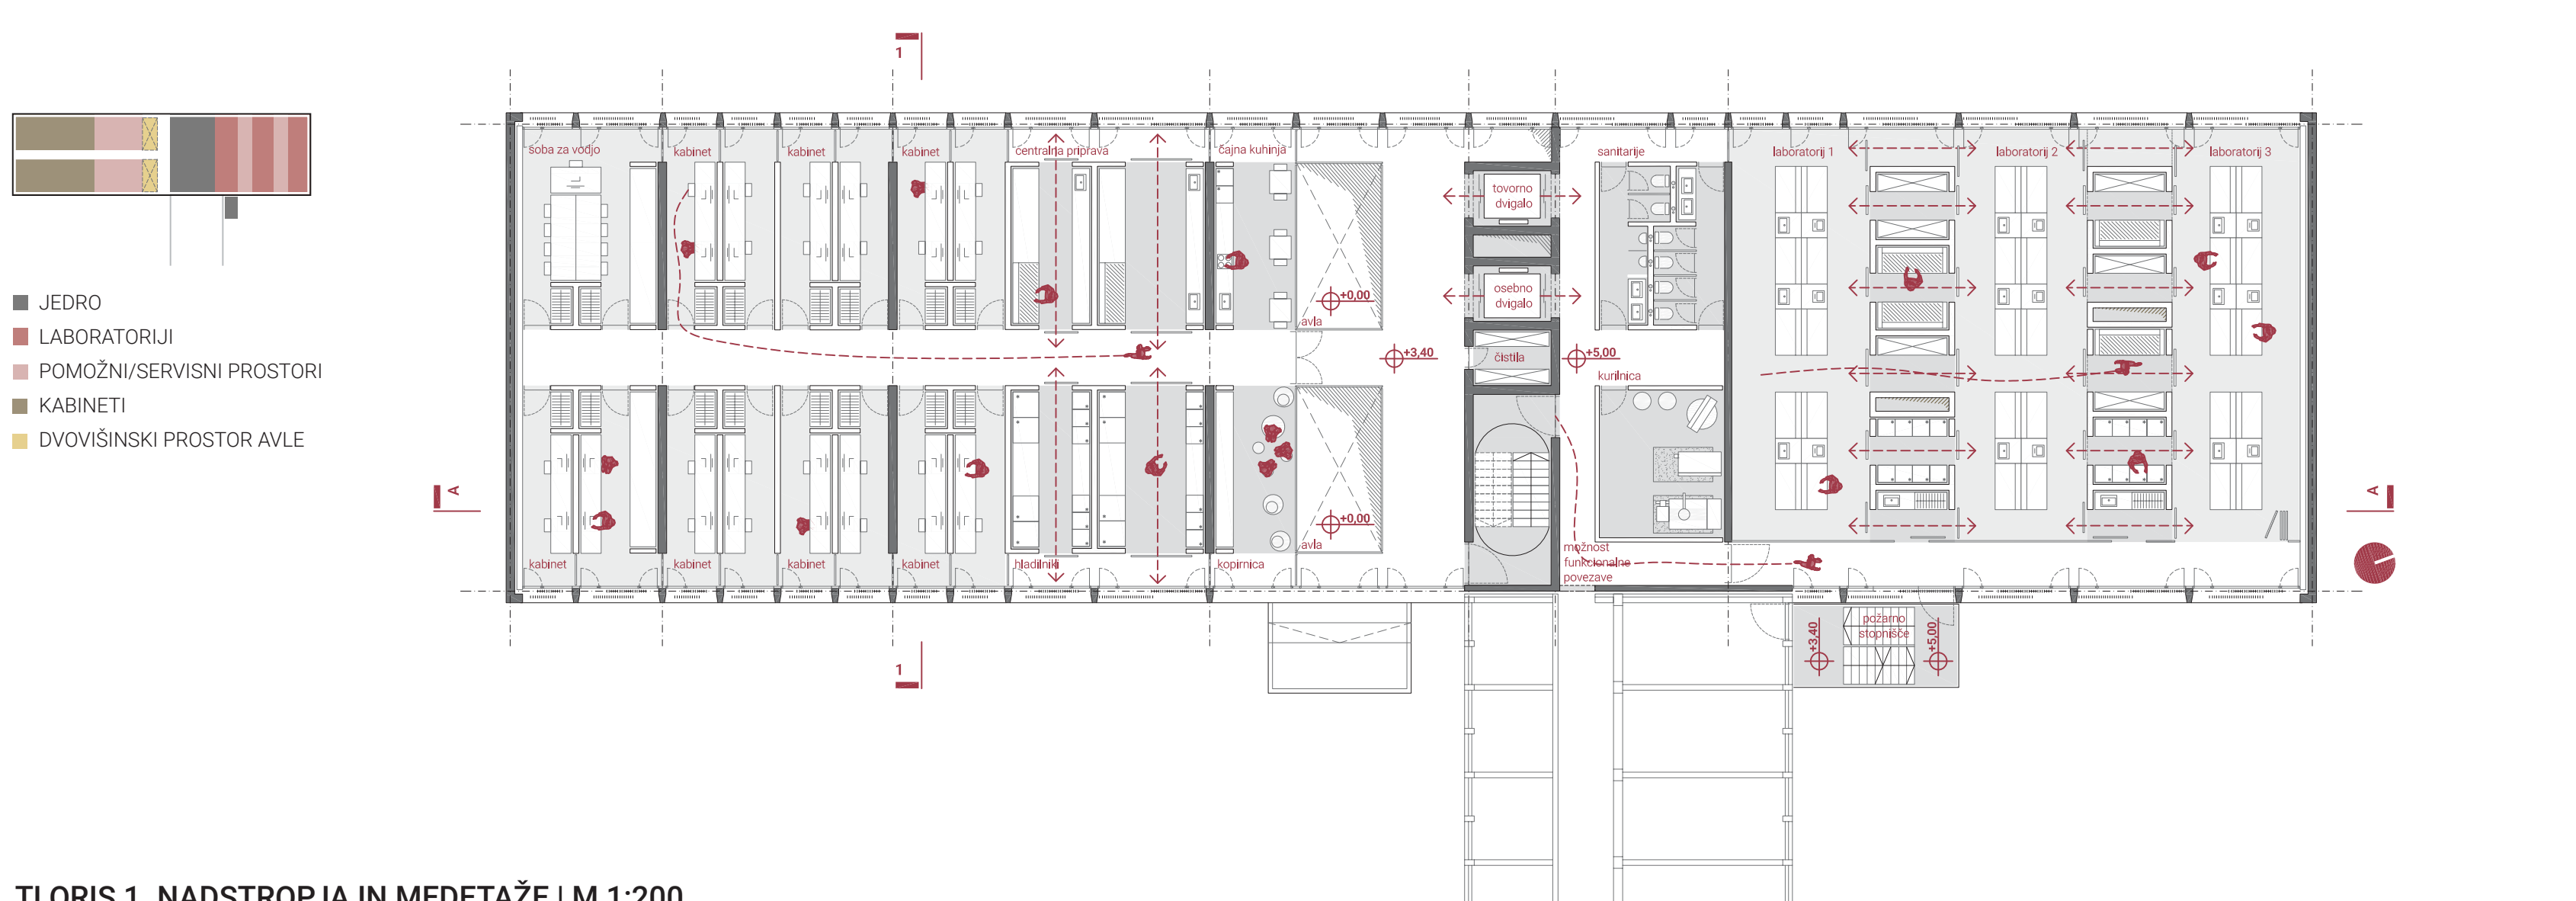 1
JEDRO
LABORATORIJI
POMOŽNI/SERVISNI PROSTORI
KABINETI
DVOVIŠINSKI PROSTOR AVLE
soba za vodjo
kabinet
kabinet
kabinet
centralna priprava
čajna kuhinja
sanitarije
laboratorij 1
laboratorij 2
laboratorij 3
tovorno
dvigalo
osebno
dvigalo
+0,00
avla
+3,40
čistila
+5,00
kurilnica
A
A
+0,00
avla
kabinet
kabinet
kabinet
kabinet
hladilniki
kopirnica
možnost
funkcionalne
povezave
požarno
stopnišče
+3,40
+5,00
1
TLORIS 1. NADSTROPJA IN MEDETAŽE | M 1:200